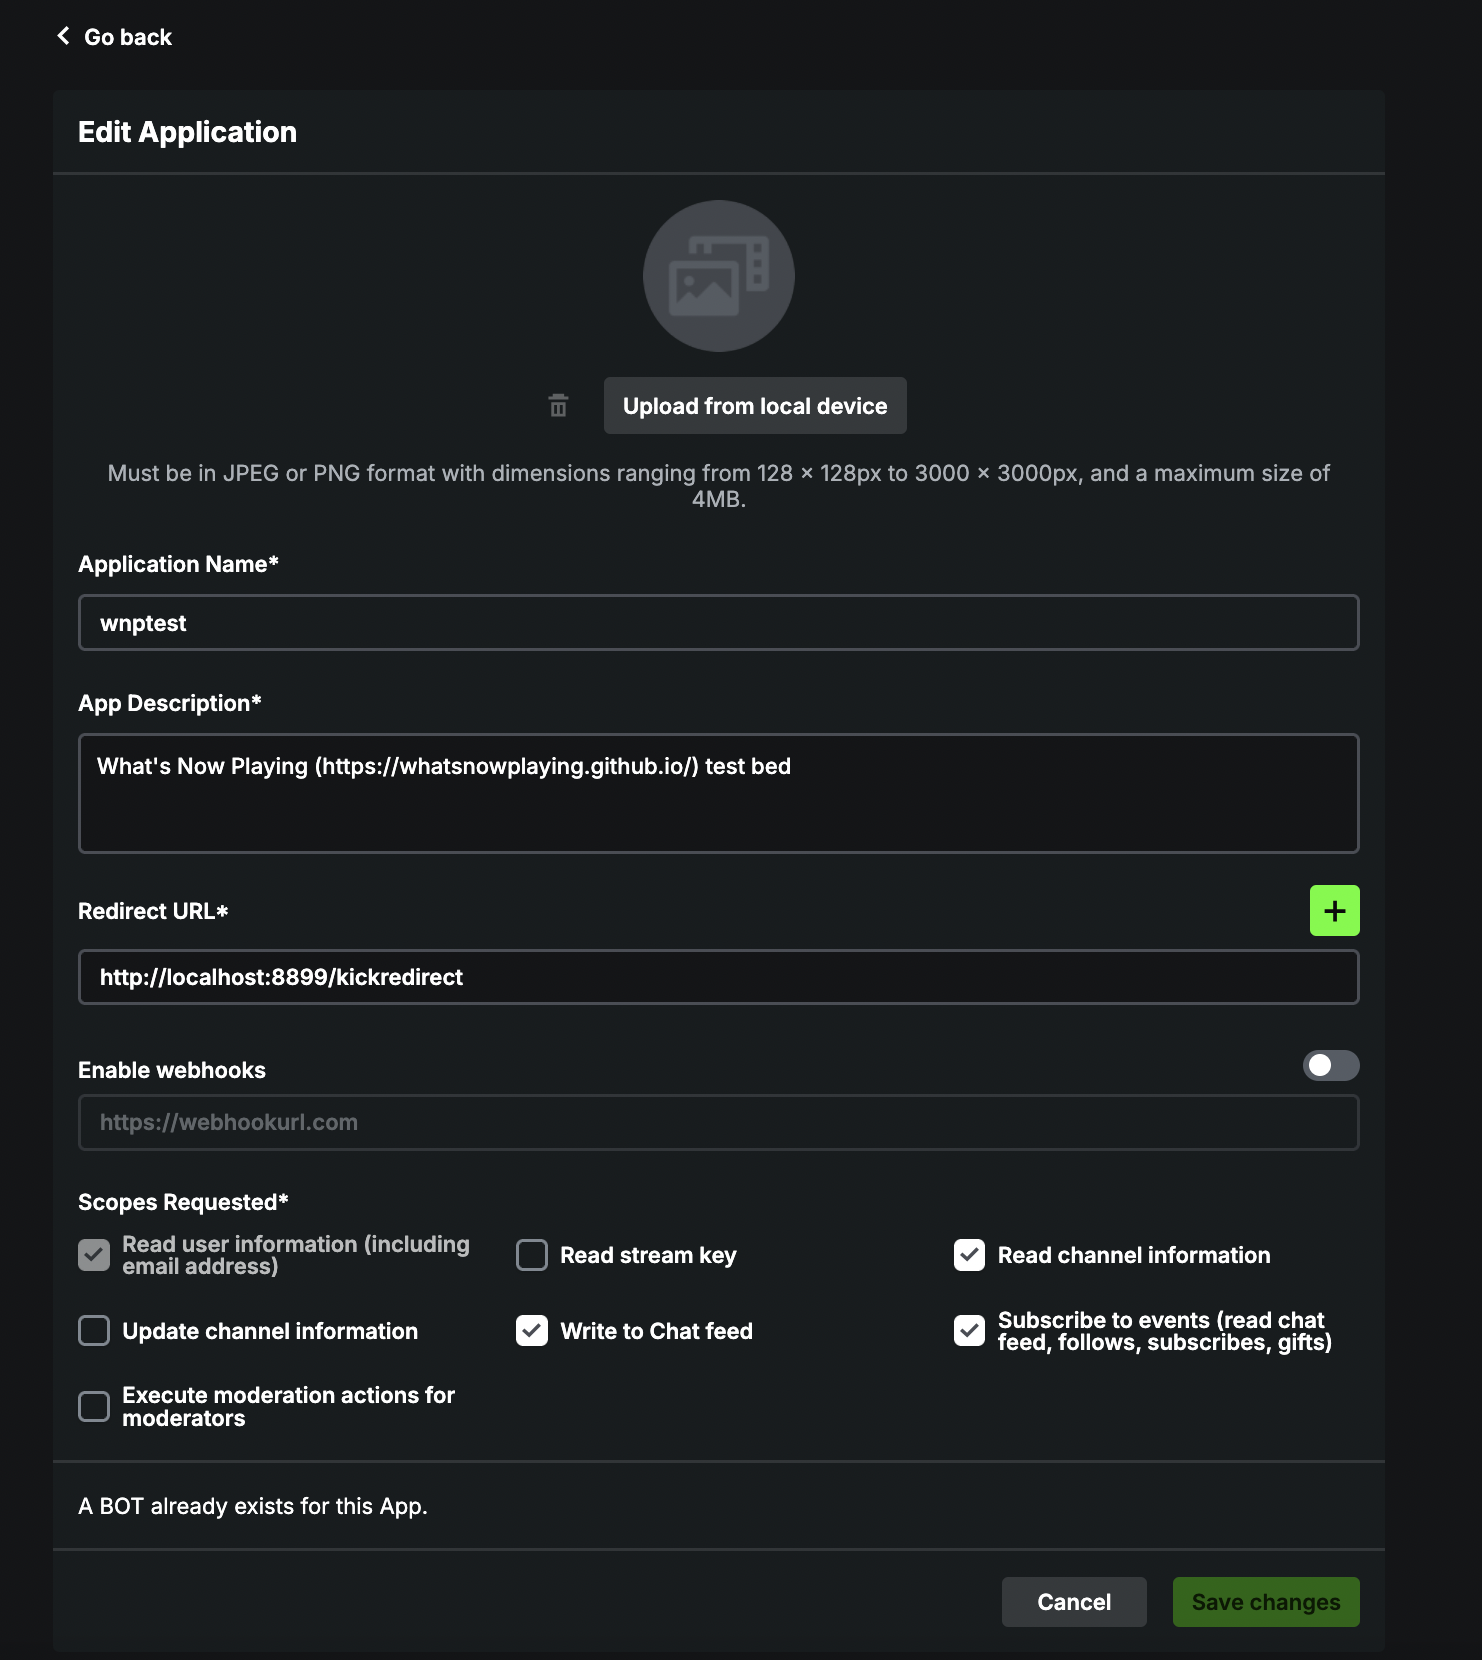 Go back
Edit Application
Upload from local device
Must be in JPEG or PNG format with dimensions ranging from 128 × 128px to 3000 × 3000px, and a maximum size of
4MB.
Application Name*
wnptest
App Description*
What's Now Playing (https://whatsnowplaying.github.io/) test bed
Redirect URL*
http://localhost:8899/kickredirect
Enable webhooks
https://webhookurl.com
Scopes Requested*
Read user information (including
email address)
Read stream key
Read channel information
Update channel information
Write to Chat feed
Subscribe to events (read chat
feed, follows, subscribes, gifts)
Execute moderation actions for
moderators
A BOT already exists for this App.
Cancel
Save changes